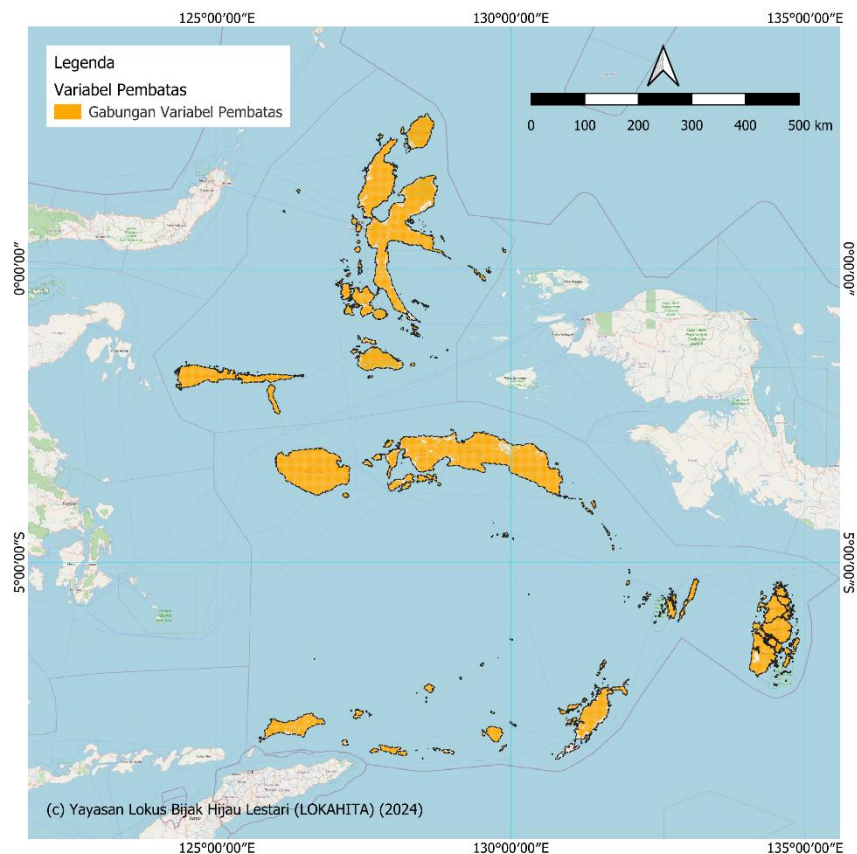 125°00′00″E 130°00′00″E 135°00′00″E
Legenda
Variabel Pembatas
Gabungan Variabel Pembatas
0 100 200 300 400 500 km
0°00′00″
0°00′00″
5°00′00″S
5°00′00″S
(c) Yayasan Lokus Bijak Hijau Lestari (LOKAHITA) (2024)
125°00′00″E 130°00′00″E 135°00′00″E